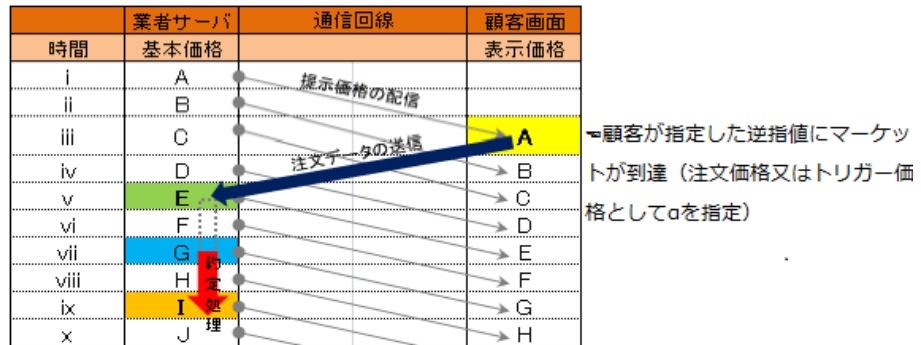 業者サーバ 通信回線 顧客画面
時間 基本価格 表示価格
i A
ii B
iii C A
iv D B
v E C
vi F D
vii G E
viii H F
ix I G
x J H
提示価格の配信
注文データの送信
約定処理
☜顧客が指定した逆指値にマーケッ
トが到達（注文価格又はトリガー価
格としてαを指定）